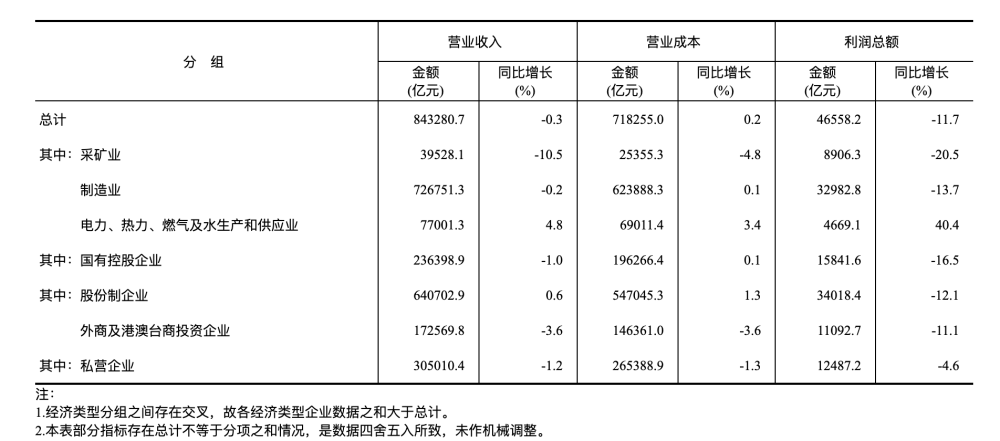 分 组 营业收入 营业成本 利润总额
金额 同比增长 金额 同比增长 金额 同比增长
(亿元) (%) (亿元) (%) (亿元) (%)
总计 843280.7 -0.3 718255.0 0.2 46558.2 -11.7
其中：采矿业 39528.1 -10.5 25355.3 -4.8 8906.3 -20.5
制造业 726751.3 -0.2 623888.3 0.1 32982.8 -13.7
电力、热力、燃气及水生产和供应业 77001.3 4.8 69011.4 3.4 4669.1 40.4
其中：国有控股企业 236398.9 -1.0 196266.4 0.1 15841.6 -16.5
其中：股份制企业 640702.9 0.6 547045.3 1.3 34018.4 -12.1
外商及港澳台商投资企业 172569.8 -3.6 146361.0 -3.6 11092.7 -11.1
其中：私营企业 305010.4 -1.2 265388.9 -1.3 12487.2 -4.6
注：
1.经济类型分组之间存在交叉，故各经济类型企业数据之和大于总计。
2.本表部分指标存在总计不等于分项之和情况，是数据四舍五入所致，未作机械调整。